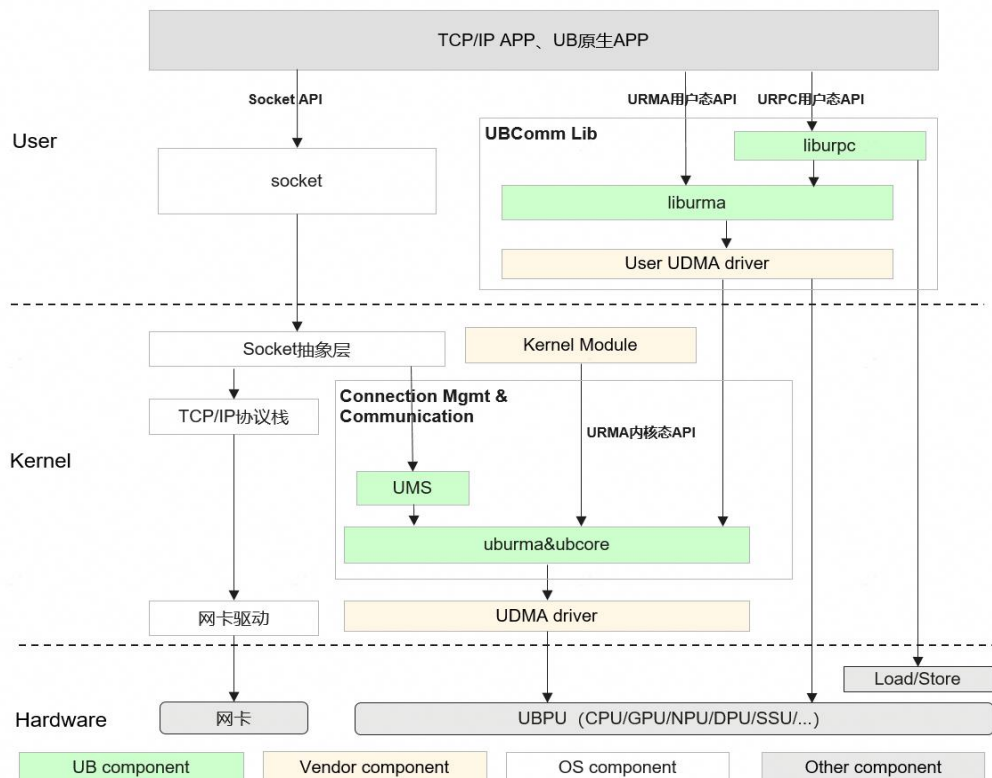 TCP/IP APP、UB原生APP
Socket API
URMA用户态API
URPC用户态API
User
UBComm Lib
liburpc
socket
liburma
User UDMA driver
Socket抽象层
Kernel Module
Connection Mgmt &
Communication
TCP/IP协议栈
URMA内核态API
Kernel
UMS
uburma&ubcore
网卡驱动
UDMA driver
Load/Store
Hardware
网卡
UBPU（CPU/GPU/NPU/DPU/SSU/...）
UB component
Vendor component
OS component
Other component